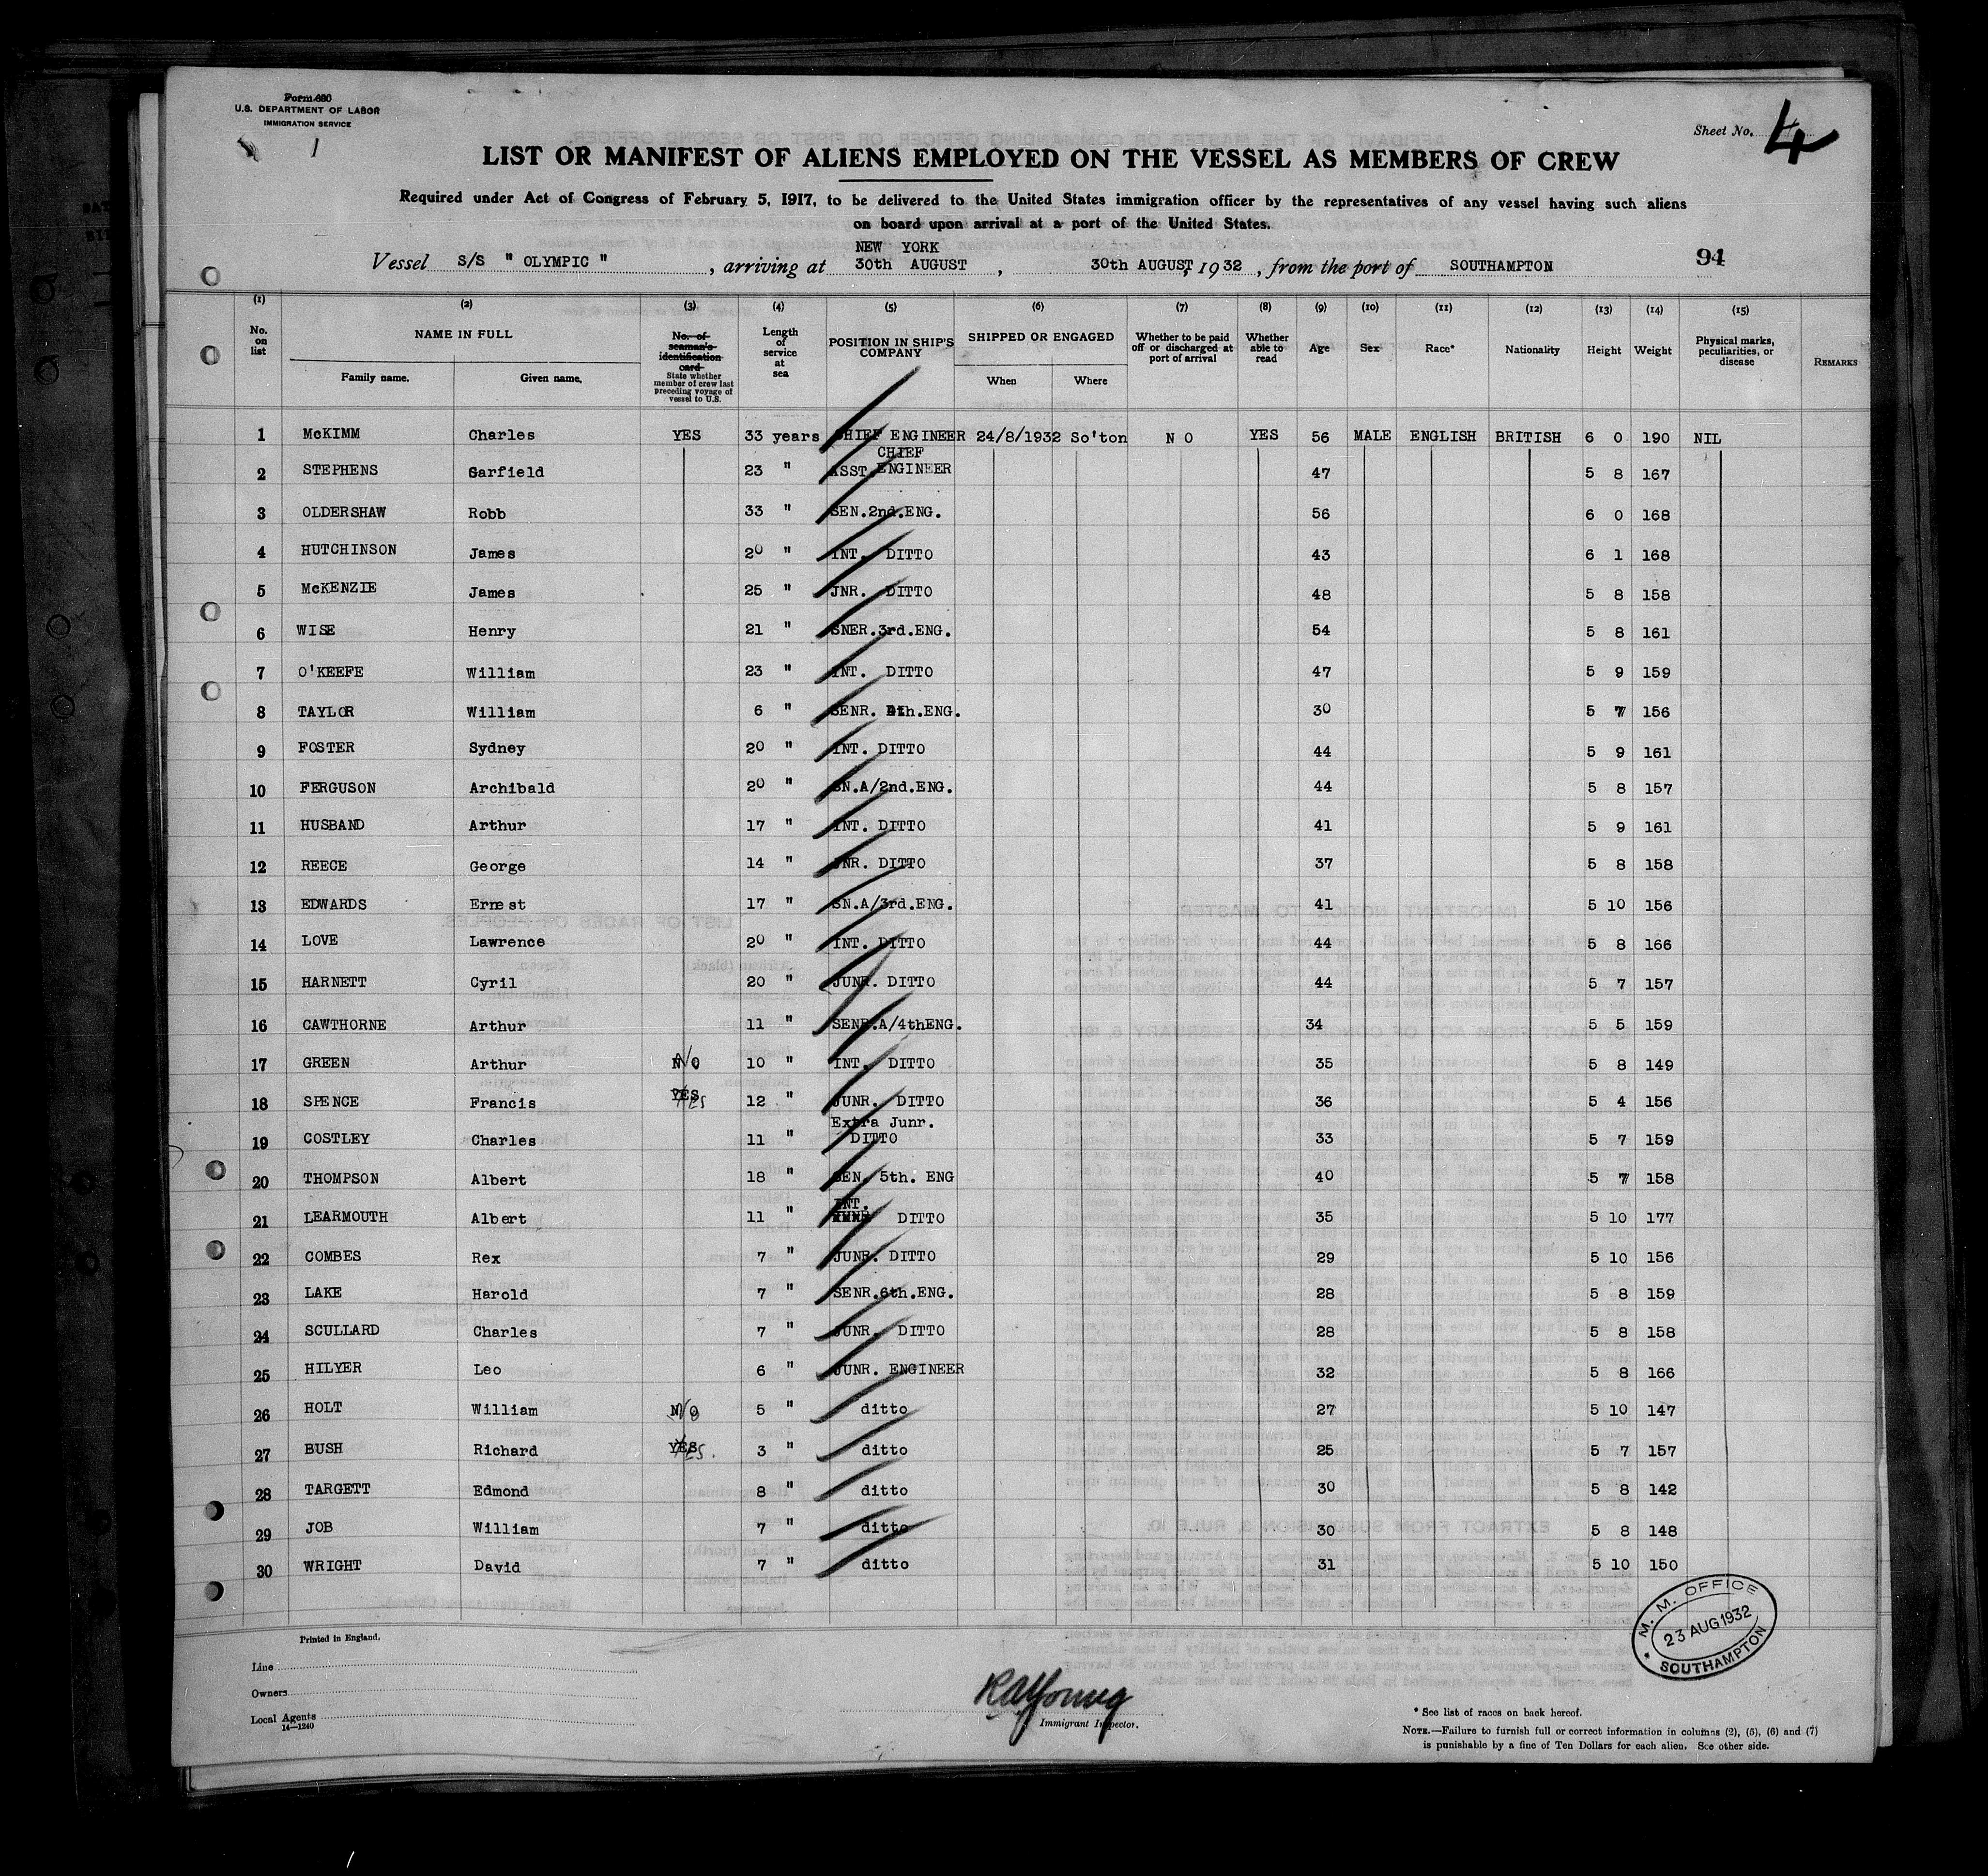 Form 680
U.S. DEPARTMENT OF LABOR
IMMIGRATION SERVICE
1
Sheet No. 4
LIST OR MANIFEST OF ALIENS EMPLOYED ON THE VESSEL AS MEMBERS OF CREW
Required under Act of Congress of February 5, 1917, to be delivered to the United States immigration officer by the representatives of any vessel having such aliens
on board upon arrival at a port of the United States.
NEW YORK
Vessel S/S " OLYMPIC " , arriving at 30th AUGUST , 30th AUGUST, 1932 , from the port of SOUTHAMPTON
94
(1) (2) (3) (4) (5) (6) (7) (8) (9) (10) (11) (12) (13) (14) (15)
No. on list NAME IN FULL Family name. Given name. No. of seaman's identification card State whether member of crew last preceding voyage of vessel to U.S. Length of service at sea POSITION IN SHIP'S COMPANY SHIPPED OR ENGAGED When Where Whether to be paid off or discharged at port of arrival Whether able to read Age Sex Race* Nationality Height Weight Physical marks, peculiarities, or disease REMARKS
1 McKIMM Charles YES 33 years CHIEF ENGINEER 24/8/1932 So'ton N O YES 56 MALE ENGLISH BRITISH 6 0 190 NIL
2 STEPHENS Garfield 23 " ASST. CHIEF ENGINEER 47 5 8 167
3 OLDERSHAW Robb 33 " SEN.2nd.ENG. 56 6 0 168
4 HUTCHINSON James 20 " INT. DITTO 43 6 1 168
5 McKENZIE James 25 " JNR. DITTO 48 5 8 158
6 WISE Henry 21 " SNER.3rd.ENG. 54 5 8 161
7 O'KEEFE William 23 " INT. DITTO 47 5 9 159
8 TAYLOR William 6 " SENR. 4th.ENG. 30 5 7 156
9 FOSTER Sydney 20 " INT. DITTO 44 5 9 161
10 FERGUSON Archibald 20 " SN.A/2nd.ENG. 44 5 8 157
11 HUSBAND Arthur 17 " INT. DITTO 41 5 9 161
12 REECE George 14 " JNR. DITTO 37 5 8 158
13 EDWARDS Ernest 17 " SN.A/3rd.ENG. 41 5 10 156
14 LOVE Lawrence 20 " INT. DITTO 44 5 8 166
15 HARNETT Cyril 20 " JUNR. DITTO 44 5 7 157
16 CAWTHORNE Arthur 11 " SENR.A/4thENG. 34 5 5 159
17 GREEN Arthur NO No 10 " INT. DITTO 35 5 8 149
18 SPENCE Francis YES Yes 12 " JUNR. DITTO 36 5 4 156
19 COSTLEY Charles 11 " Extra Junr. DITTO 33 5 7 159
20 THOMPSON Albert 18 " SEN. 5th. ENG 40 5 7 158
21 LEARMOUTH Albert 11 " INT. DITTO 35 5 10 177
22 COMBES Rex 7 " JUNR. DITTO 29 5 10 156
23 LAKE Harold 7 " SENR.6th.ENG. 28 5 8 159
24 SCULLARD Charles 7 " JUNR. DITTO 28 5 8 158
25 HILYER Leo 6 " JUNR. ENGINEER 32 5 8 166
26 HOLT William NO No 5 " ditto 27 5 10 147
27 BUSH Richard YES Yes. 3 " ditto 25 5 7 157
28 TARGETT Edmond 8 " ditto 30 5 8 142
29 JOB William 7 " ditto 30 5 8 148
30 WRIGHT David 7 " ditto 31 5 10 150
M. M. OFFICE
23 AUG 1932
SOUTHAMPTON
Printed in England.
Line
Owners
Local Agents
14—1240
RAYoung
Immigrant Inspector.
* See list of races on back hereof.
NOTE.—Failure to furnish full or correct information in columns (2), (5), (6) and (7)
is punishable by a fine of Ten Dollars for each alien. See other side.